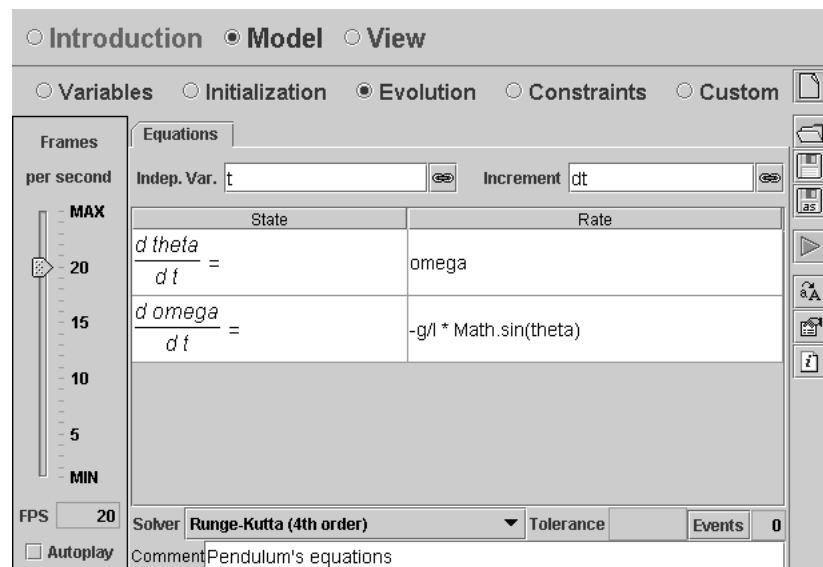 Introduction Model View
Variables Initialization Evolution Constraints Custom
Frames
per second
MAX
20
15
10
5
MIN
FPS 20
Autoplay
Equations
Indep. Var. t Increment dt
State Rate
d theta
d t
=
omega
d omega
d t
=
-g/l * Math.sin(theta)
Solver Runge-Kutta (4th order) Tolerance Events 0
Comment Pendulum's equations
as
aA
i